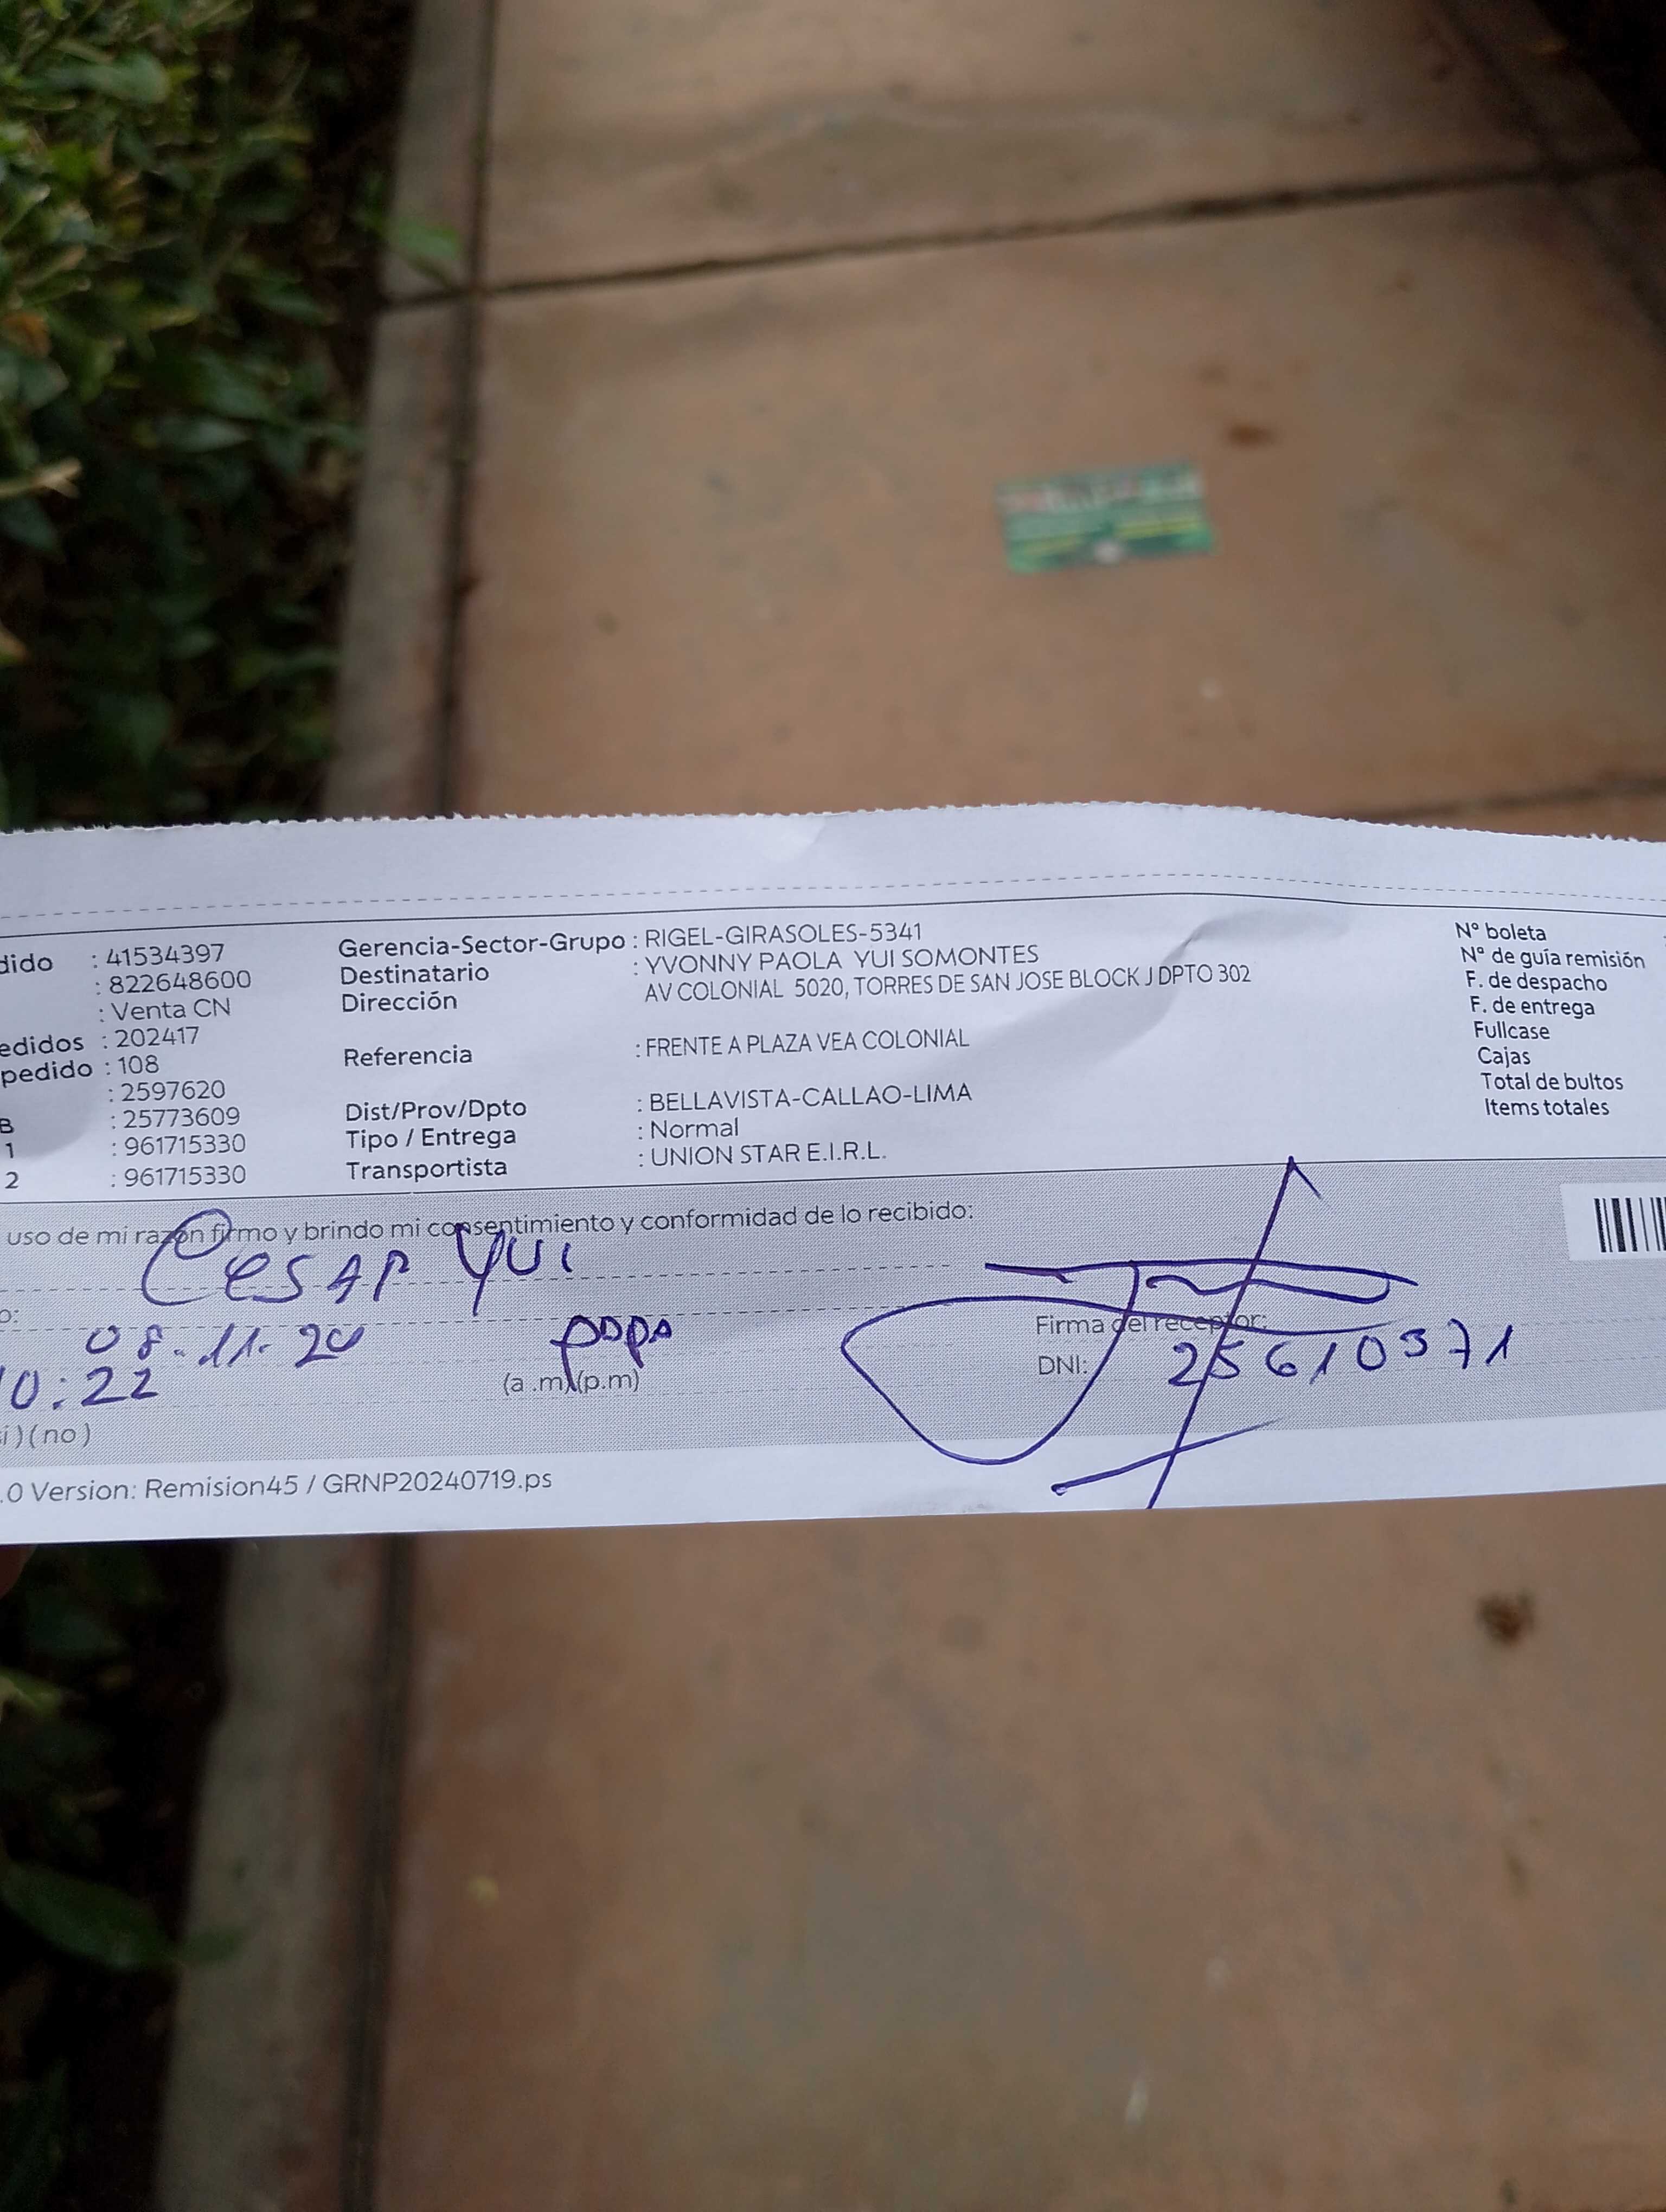 dido : 41534397
: 822648600
: Venta CN
edidos : 202417
pedido : 108
: 2597620
B : 25773609
1 : 961715330
2 : 961715330
Gerencia-Sector-Grupo : RIGEL-GIRASOLES-5341
Destinatario : YVONNY PAOLA YUI SOMONTES
Dirección AV COLONIAL 5020, TORRES DE SAN JOSE BLOCK J DPTO 302
Referencia : FRENTE A PLAZA VEA COLONIAL
Dist/Prov/Dpto : BELLAVISTA-CALLAO-LIMA
Tipo / Entrega : Normal
Transportista : UNION STAR E.I.R.L.
N° boleta
N° de guía remisión
F. de despacho
F. de entrega
Fullcase
Cajas
Total de bultos
Items totales
uso de mi razón firmo y brindo mi consentimiento y conformidad de lo recibido:
Cesar Yui
o:
08.11.20
papa
0:22 (a .m)(p.m)
Firma del receptor:
DNI: 25610371
i ) ( no )
.0 Version: Remision45 / GRNP20240719.ps